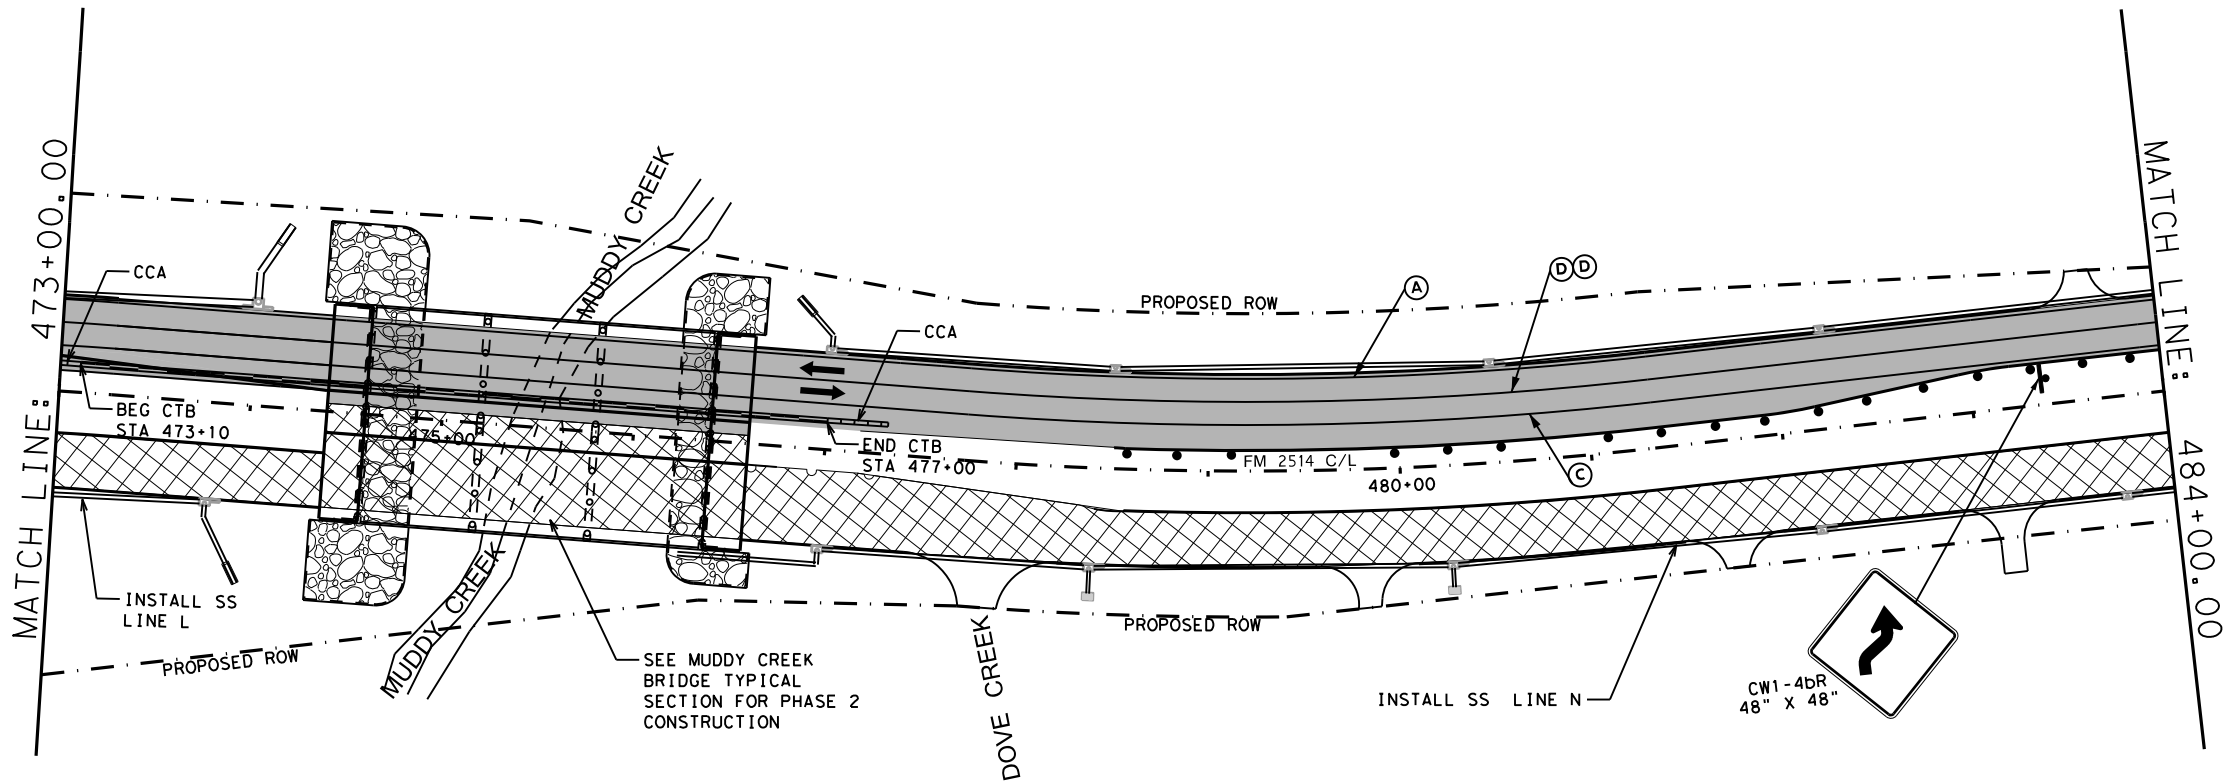 MATCH LINE: 473+00.00
CCA
BEG CTB
STA 473+10
INSTALL SS
LINE L
PROPOSED ROW
MUDDY CREEK
MUDDY CREEK
475+00
SEE MUDDY CREEK
BRIDGE TYPICAL
SECTION FOR PHASE 2
CONSTRUCTION
CCA
END CTB
STA 477+00
DOVE CREEK
PROPOSED ROW
A
D D
FM 2514 C/L
480+00
C
PROPOSED ROW
INSTALL SS LINE N
CW1-4bR
48" X 48"
MATCH LINE: 484+00.00